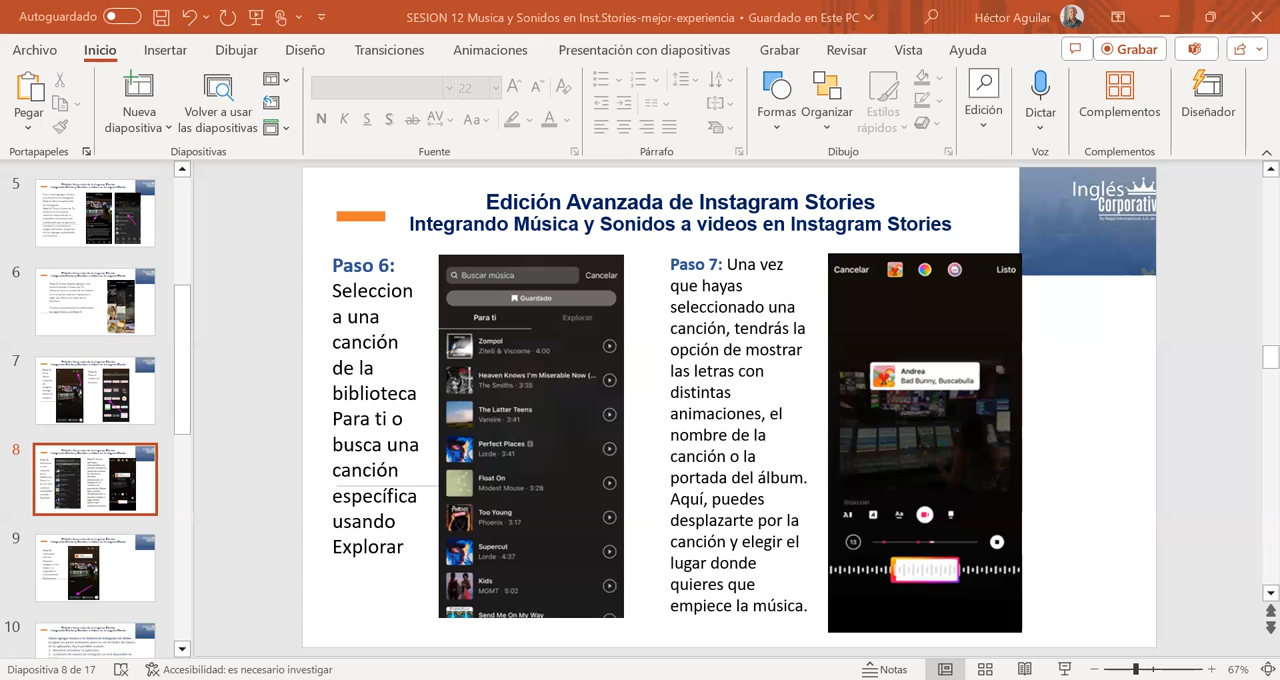 Autoguardado
SESION 12 Musica y Sonidos en Inst.Stories-mejor-experiencia • Guardado en Este PC
Héctor Aguilar
Archivo Inicio Insertar Dibujar Diseño Transiciones Animaciones Presentación con diapositivas Grabar Revisar Vista Ayuda
Grabar
Pegar
Nueva diapositiva
Volver a usar las diapositivas
22
N K S S ab AV Aa A
Formas
Organizar
Estilos rápidos
Edición
Dictar
Complementos
Diseñador
Portapapeles
Diapositivas
Fuente
Párrafo
Dibujo
Voz
Complementos
5
6
7
8
9
10
Edición Avanzada de Instagram Stories
Integrando Música y Sonidos a videos en Instagram Stories
Inglés
Corporativ
Paso 6:
Seleccion
a una
canción
de la
biblioteca
Para ti o
busca una
canción
específica
usando
Explorar
Buscar música
Cancelar
Guardado
Para ti
Explorar
Zompol
Zitelli & Visconte · 4:00
Heaven Knows I'm Miserable Now (...
The Smiths · 3:35
The Latter Teens
Vansire · 3:41
Perfect Places E
Lorde · 3:41
Float On
Modest Mouse · 3:28
Too Young
Phoenix · 3:17
Supercut
Lorde · 4:37
Kids
MGMT · 5:02
Send Me On My Way
Paso 7: Una vez
que hayas
seleccionado una
canción, tendrás la
opción de mostrar
las letras con
distintas
animaciones, el
nombre de la
canción o la
portada del álbum.
Aquí, puedes
desplazarte por la
canción y elegir el
lugar donde
quieres que
empiece la música.
Cancelar
Listo
Andrea
Bad Bunny, Buscabulla
13
Diapositiva 8 de 17
Accesibilidad: es necesario investigar
Notas
67%